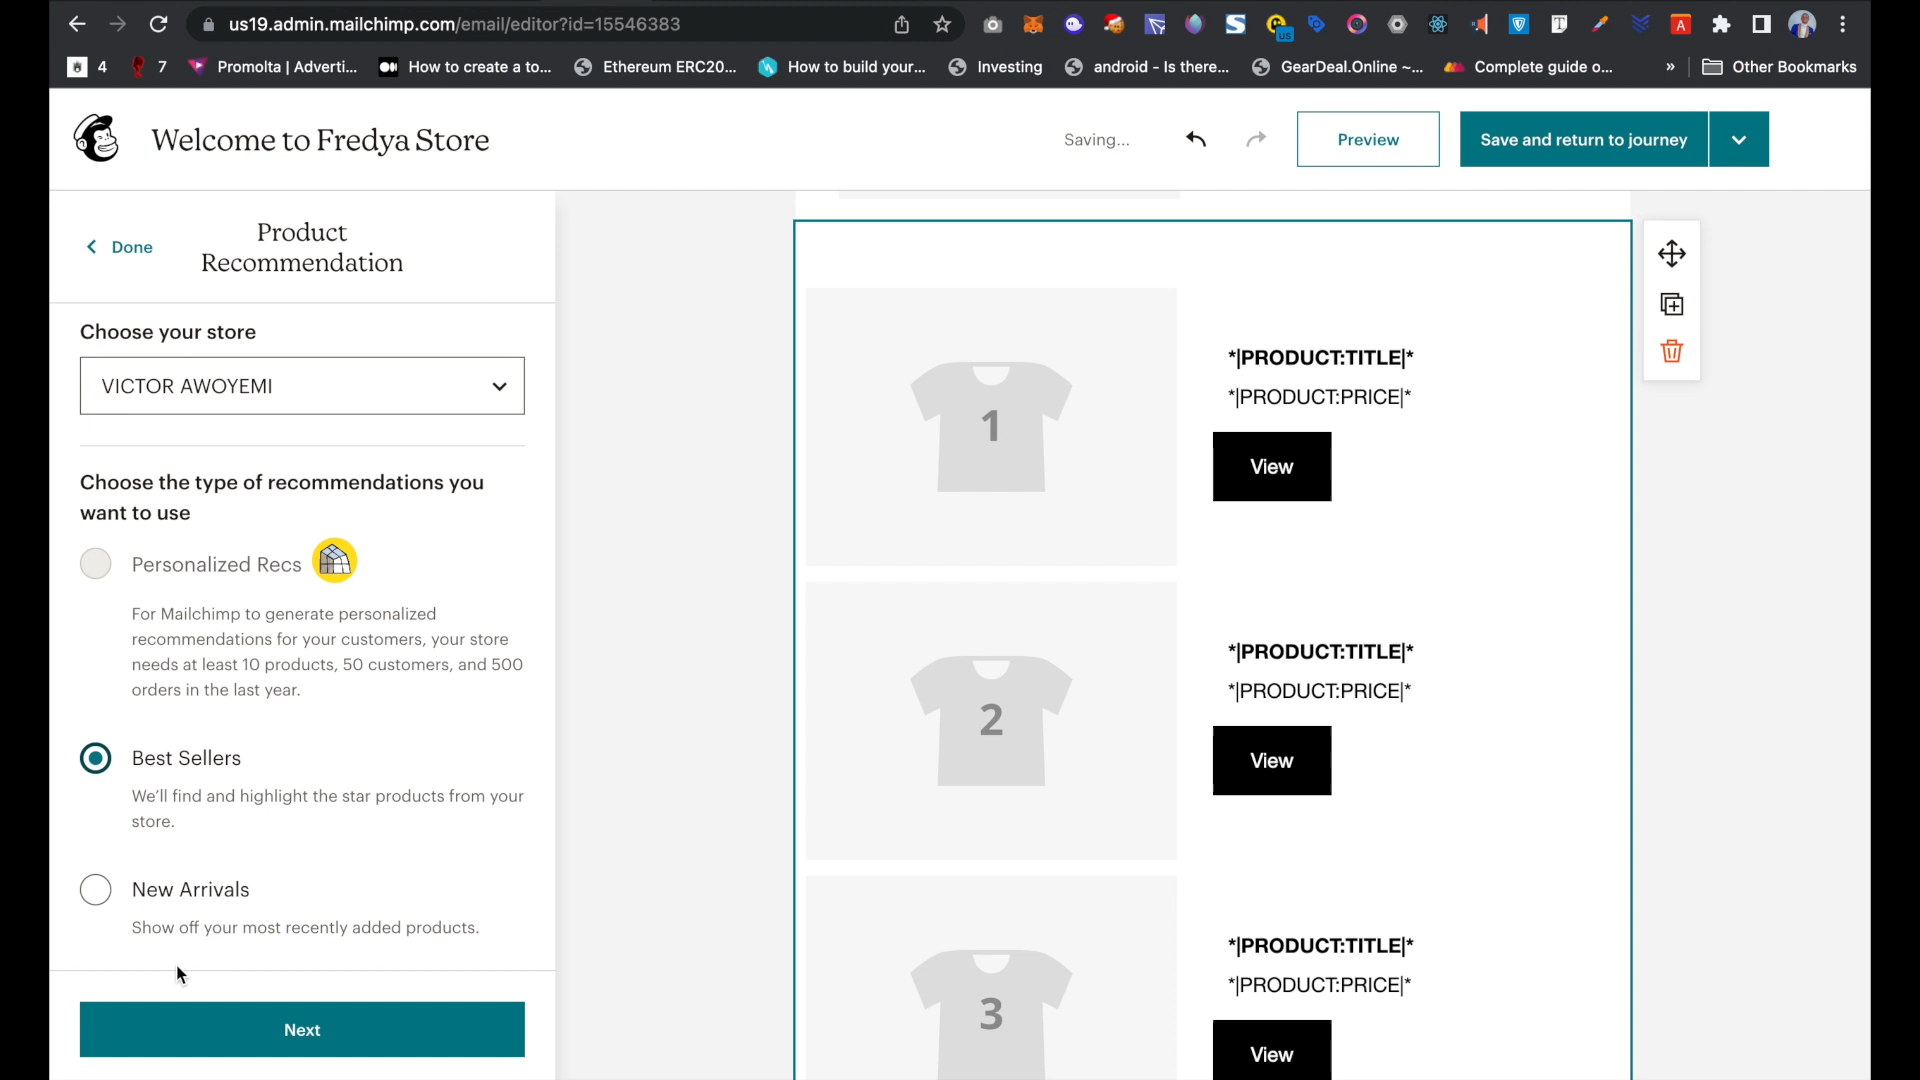 us19.admin.mailchimp.com/email/editor?id=15546383
4
7
Promolta | Adverti...
How to create a to...
Ethereum ERC20...
How to build your...
Investing
android - Is there...
GearDeal.Online ~...
Complete guide o...
»
Other Bookmarks
Welcome to Fredya Store
Saving...
Preview
Save and return to journey
Done
Product
Recommendation
Choose your store
VICTOR AWOYEMI
Choose the type of recommendations you
want to use
Personalized Recs
For Mailchimp to generate personalized
recommendations for your customers, your store
needs at least 10 products, 50 customers, and 500
orders in the last year.
Best Sellers
We'll find and highlight the star products from your
store.
New Arrivals
Show off your most recently added products.
Next
1
*|PRODUCT:TITLE|*
*|PRODUCT:PRICE|*
View
2
*|PRODUCT:TITLE|*
*|PRODUCT:PRICE|*
View
3
*|PRODUCT:TITLE|*
*|PRODUCT:PRICE|*
View